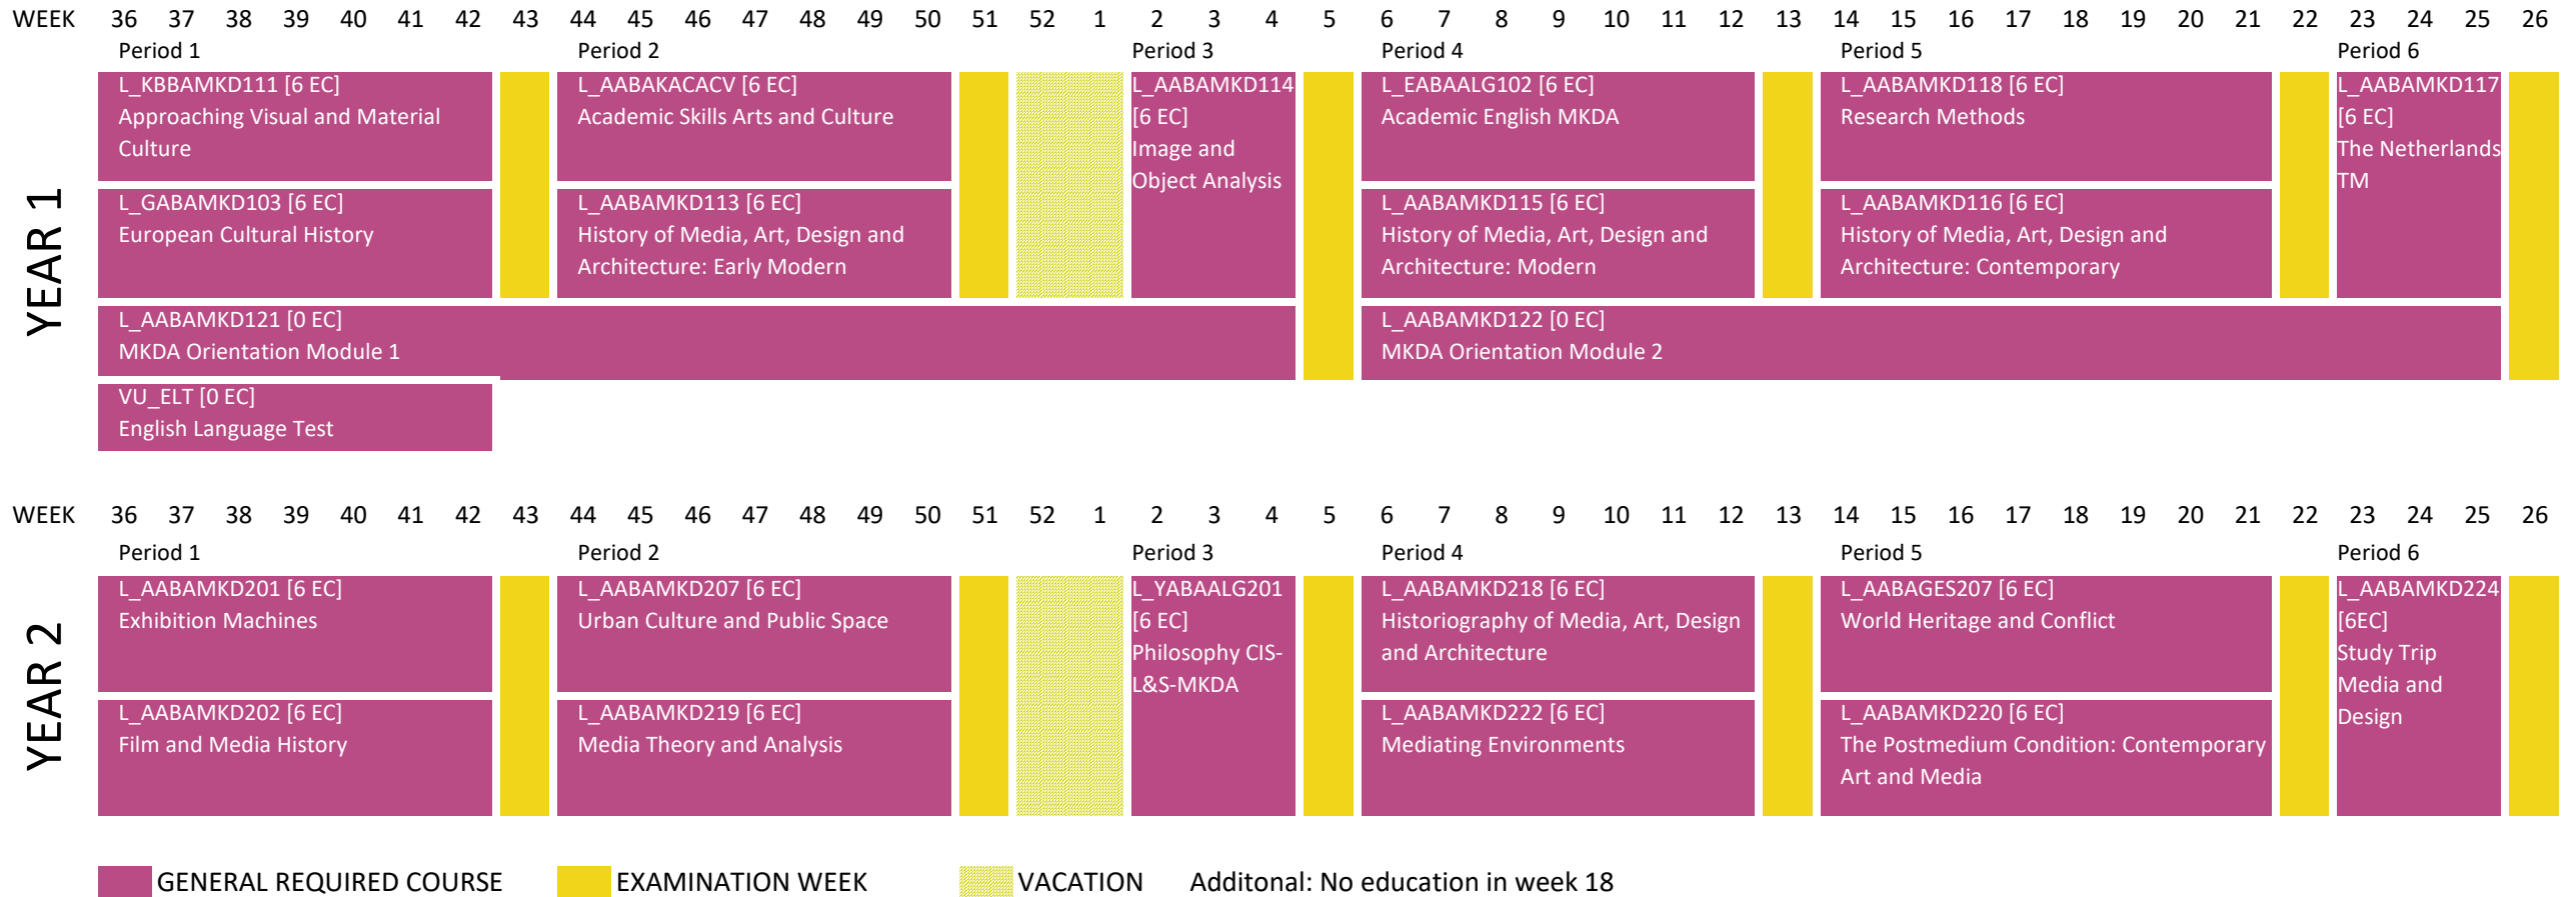 WEEK 36 37 38 39 40 41 42 43 44 45 46 47 48 49 50 51 52 1 2 3 4 5 6 7 8 9 10 11 12 13 14 15 16 17 18 19 20 21 22 23 24 25 26
Period 1 Period 2 Period 3 Period 4 Period 5 Period 6
YEAR 1
L_KBBAMKD111 [6 EC]
Approaching Visual and Material
Culture
L_AABAKACACV [6 EC]
Academic Skills Arts and Culture
L_AABAMKD114
[6 EC]
Image and
Object Analysis
L_EABAALG102 [6 EC]
Academic English MKDA
L_AABAMKD118 [6 EC]
Research Methods
L_AABAMKD117
[6 EC]
The Netherlands
TM
L_GABAMKD103 [6 EC]
European Cultural History
L_AABAMKD113 [6 EC]
History of Media, Art, Design and
Architecture: Early Modern
L_AABAMKD115 [6 EC]
History of Media, Art, Design and
Architecture: Modern
L_AABAMKD116 [6 EC]
History of Media, Art, Design and
Architecture: Contemporary
L_AABAMKD121 [0 EC]
MKDA Orientation Module 1
L_AABAMKD122 [0 EC]
MKDA Orientation Module 2
VU_ELT [0 EC]
English Language Test
WEEK 36 37 38 39 40 41 42 43 44 45 46 47 48 49 50 51 52 1 2 3 4 5 6 7 8 9 10 11 12 13 14 15 16 17 18 19 20 21 22 23 24 25 26
Period 1 Period 2 Period 3 Period 4 Period 5 Period 6
YEAR 2
L_AABAMKD201 [6 EC]
Exhibition Machines
L_AABAMKD207 [6 EC]
Urban Culture and Public Space
L_YABAALG201
[6 EC]
Philosophy CIS-
L&S-MKDA
L_AABAMKD218 [6 EC]
Historiography of Media, Art, Design
and Architecture
L_AABAGES207 [6 EC]
World Heritage and Conflict
L_AABAMKD224
[6EC]
Study Trip
Media and
Design
L_AABAMKD202 [6 EC]
Film and Media History
L_AABAMKD219 [6 EC]
Media Theory and Analysis
L_AABAMKD222 [6 EC]
Mediating Environments
L_AABAMKD220 [6 EC]
The Postmedium Condition: Contemporary
Art and Media
GENERAL REQUIRED COURSE EXAMINATION WEEK VACATION Additonal: No education in week 18